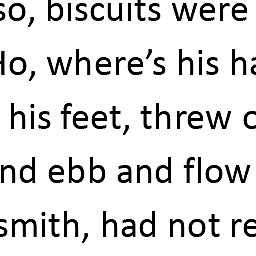 so, biscuits were
Ho, where's his ha
his feet, threw o
nd ebb and flow
smith, had not re